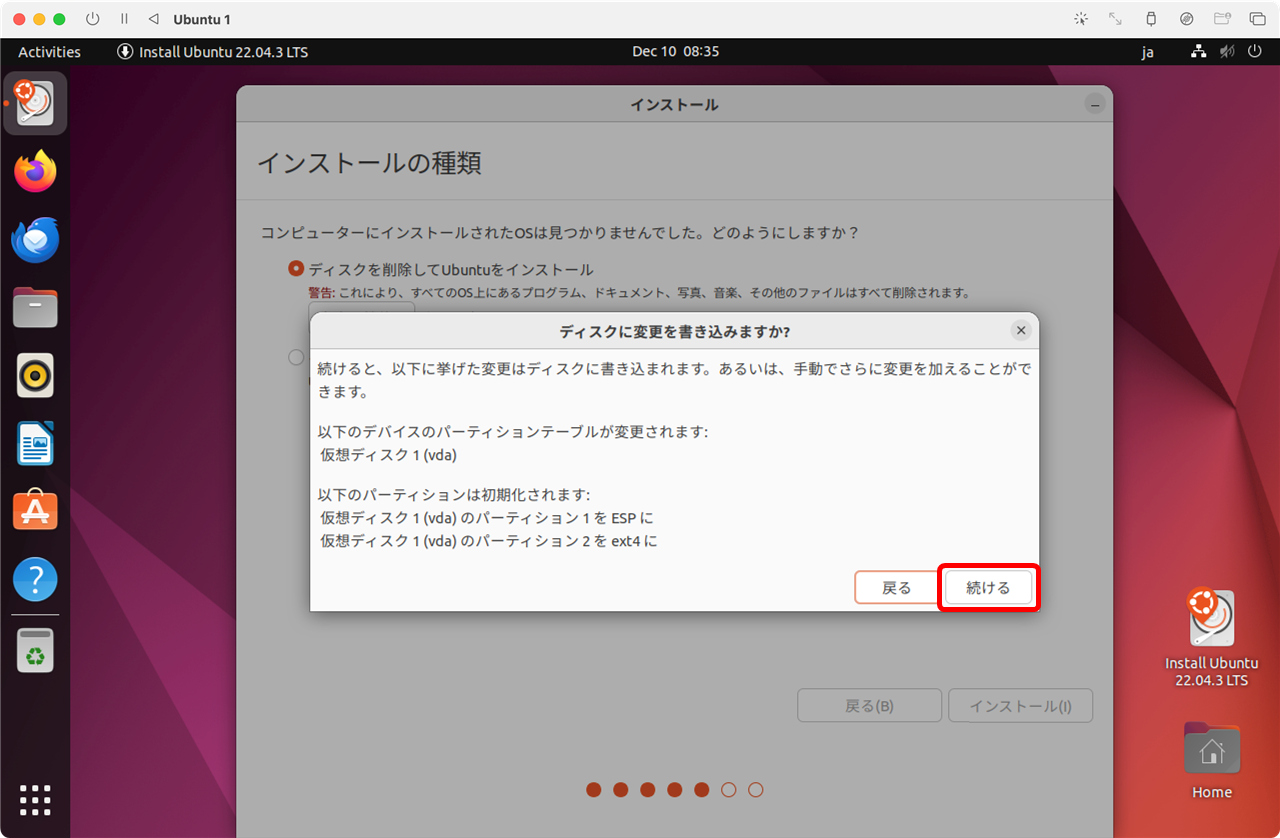 Ubuntu 1
Activities
Install Ubuntu 22.04.3 LTS
Dec 10 08:35
ja
インストール
インストールの種類
コンピューターにインストールされたOSは見つかりませんでした。どのようにしますか？
ディスクを削除してUbuntuをインストール
警告: これにより、すべてのOS上にあるプログラム、ドキュメント、写真、音楽、その他のファイルはすべて削除されます。
ディスクに変更を書き込みますか?
続けると、以下に挙げた変更はディスクに書き込まれます。あるいは、手動でさらに変更を加えることがで
きます。
以下のデバイスのパーティションテーブルが変更されます:
仮想ディスク 1 (vda)
以下のパーティションは初期化されます:
仮想ディスク 1 (vda) のパーティション 1 を ESP に
仮想ディスク 1 (vda) のパーティション 2 を ext4 に
戻る
続ける
戻る(B)
インストール(I)
Install Ubuntu
22.04.3 LTS
Home